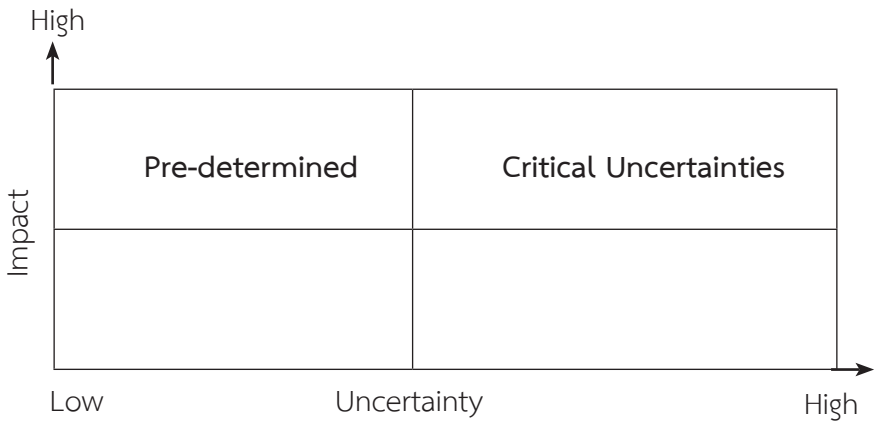 High
Pre-determined Critical Uncertainties
Impact
Low Uncertainty High